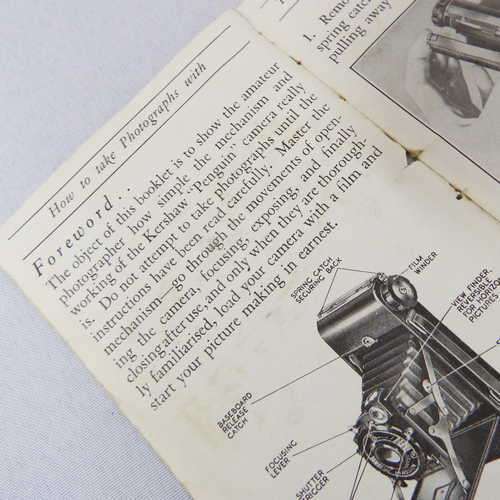 How to take Photographs with
Foreword . .
The object of this booklet is to show the amateur
photographer how simple the mechanism and
working of the Kershaw "Penguin" camera really
is. Do not attempt to take photographs until the
instructions have been read carefully. Master the
mechanism—go through the movements of open-
ing the camera, focusing, exposing, and finally
closing after use, and only when they are thorough-
ly familiarised, load your camera with a film and
start your picture making in earnest.
1. Remo
spring catc
pulling away
SPRING CATCH
SECURING BACK
FILM
WINDER
VIEW FINDER
REVERSIBLE
FOR HORIZO
PICTU
BASEBOARD
RELEASE
CATCH
FOCUSING
LEVER
SHUTTER
TRIGGER